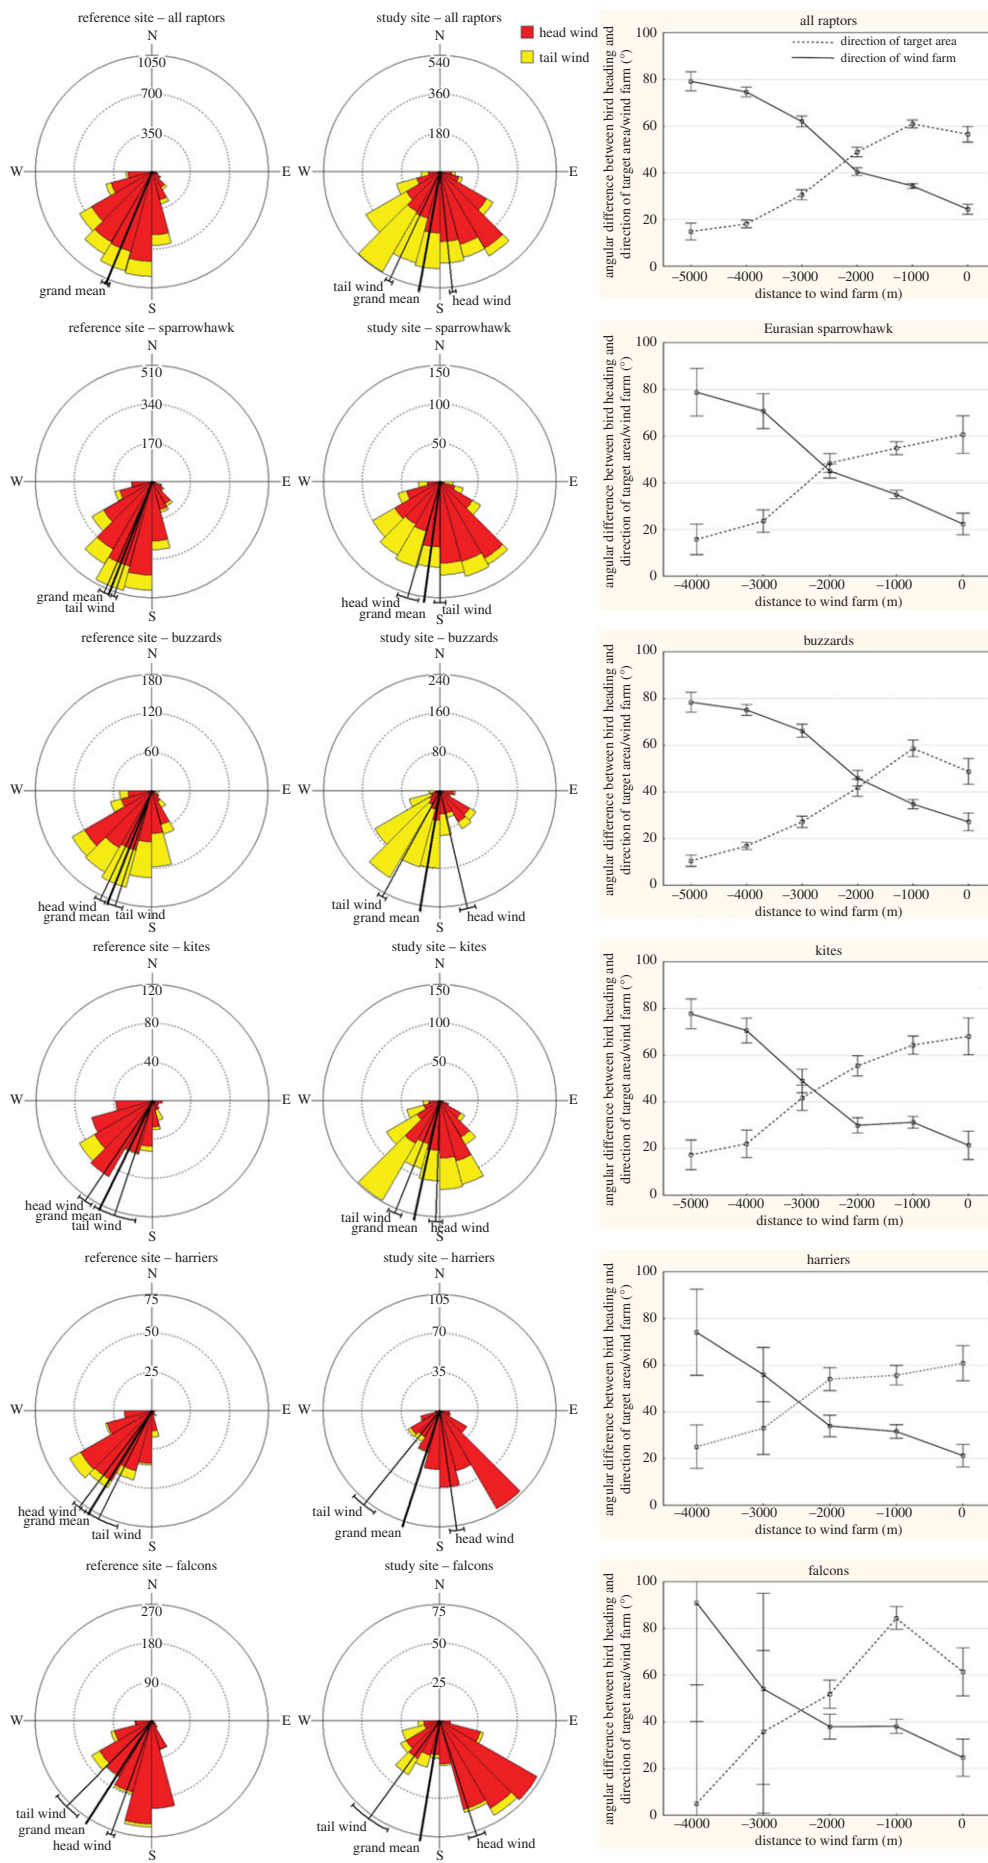 reference site – all raptors
N
1050
700
350
W
E
S
grand mean
study site – all raptors
N
540
360
180
W
E
S
tail wind
grand mean
head wind
head wind
tail wind
all raptors
direction of target area
direction of wind farm
angular difference between bird heading and
direction of target area/wind farm (°)
100
80
60
40
20
0
–5000 –4000 –3000 –2000 –1000 0
distance to wind farm (m)
reference site – sparrowhawk
N
510
340
170
W
E
S
grand mean
tail wind
study site – sparrowhawk
N
150
100
50
W
E
S
head wind
grand mean
tail wind
Eurasian sparrowhawk
angular difference between bird heading and
direction of target area/wind farm (°)
100
80
60
40
20
0
–4000 –3000 –2000 –1000 0
distance to wind farm (m)
reference site – buzzards
N
180
120
60
W
E
S
head wind
grand mean
tail wind
study site – buzzards
N
240
160
80
W
E
S
tail wind
grand mean
head wind
buzzards
angular difference between bird heading and
direction of target area/wind farm (°)
100
80
60
40
20
0
–5000 –4000 –3000 –2000 –1000 0
distance to wind farm (m)
reference site – kites
N
120
80
40
W
E
S
head wind
grand mean
tail wind
study site – kites
N
150
100
50
W
E
S
tail wind
grand mean
head wind
kites
angular difference between bird heading and
direction of target area/wind farm (°)
100
80
60
40
20
0
–5000 –4000 –3000 –2000 –1000 0
distance to wind farm (m)
reference site – harriers
N
75
50
25
W
E
S
head wind
grand mean
tail wind
study site – harriers
N
105
70
35
W
E
S
tail wind
grand mean
head wind
harriers
angular difference between bird heading and
direction of target area/wind farm (°)
100
80
60
40
20
0
–4000 –3000 –2000 –1000 0
distance to wind farm (m)
reference site – falcons
N
270
180
90
W
E
S
tail wind
grand mean
head wind
study site – falcons
N
75
50
25
W
E
S
tail wind
grand mean
head wind
falcons
angular difference between bird heading and
direction of target area/wind farm (°)
100
80
60
40
20
0
–4000 –3000 –2000 –1000 0
distance to wind farm (m)